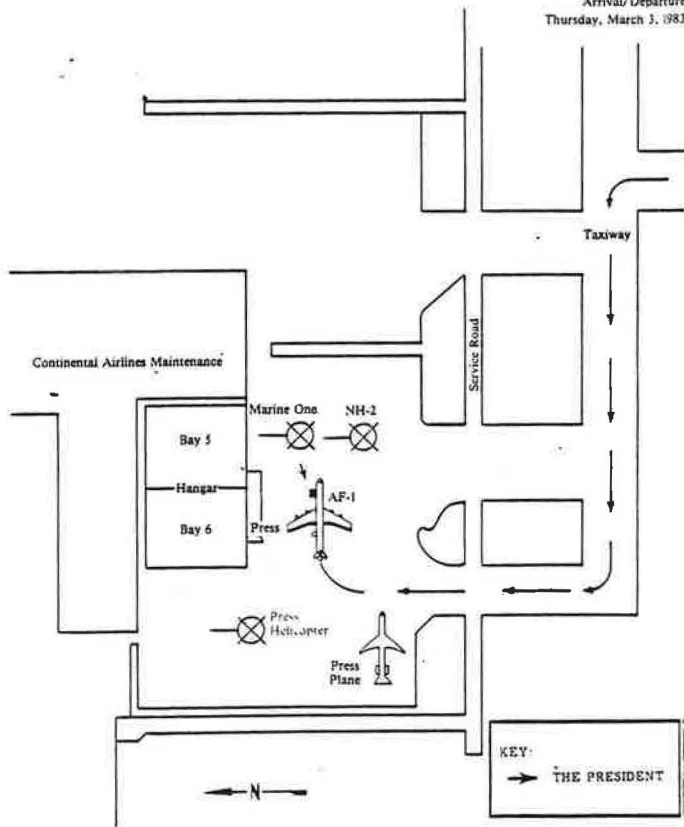 Arrival/Departure
Thursday, March 3, 1983
Taxiway
Service Road
Continental Airlines Maintenance
Marine One
NH-2
Bay 5
Hangar
AF-1
Bay 6
Press
Press
Helicopter
Press
Plane
KEY:
THE PRESIDENT
N